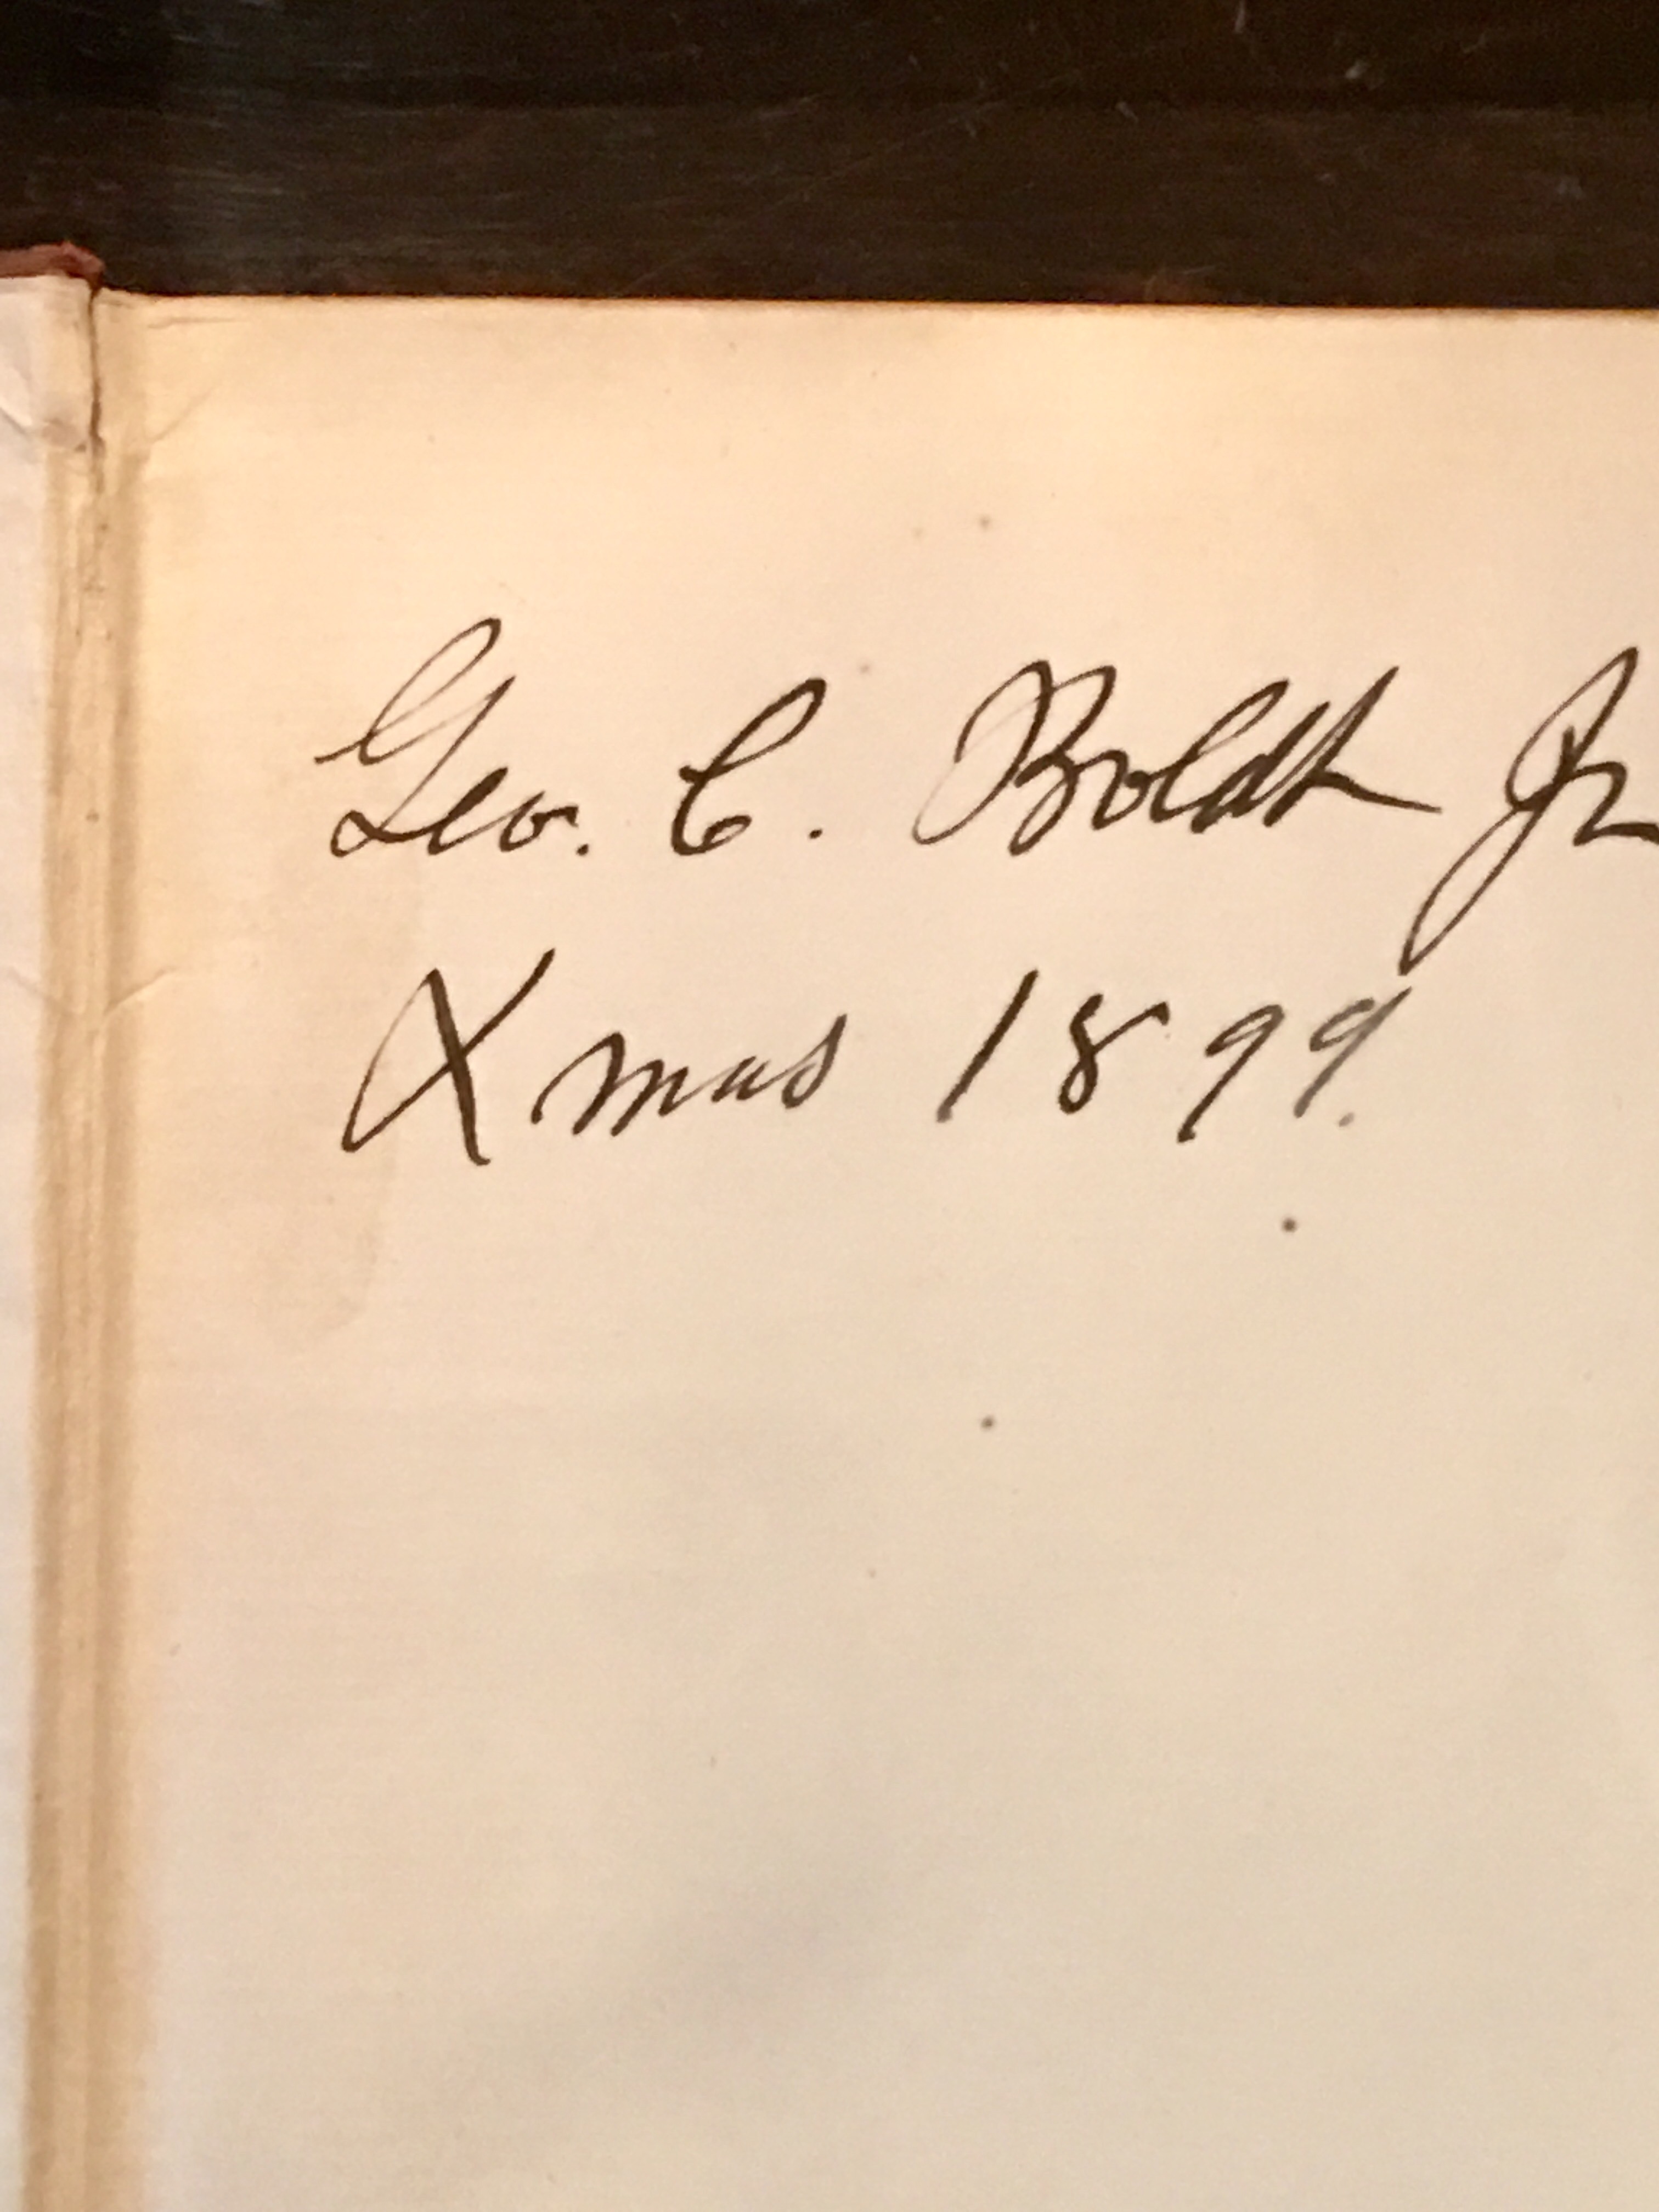 Geo. C. Boldt Jr
Xmas 1899.